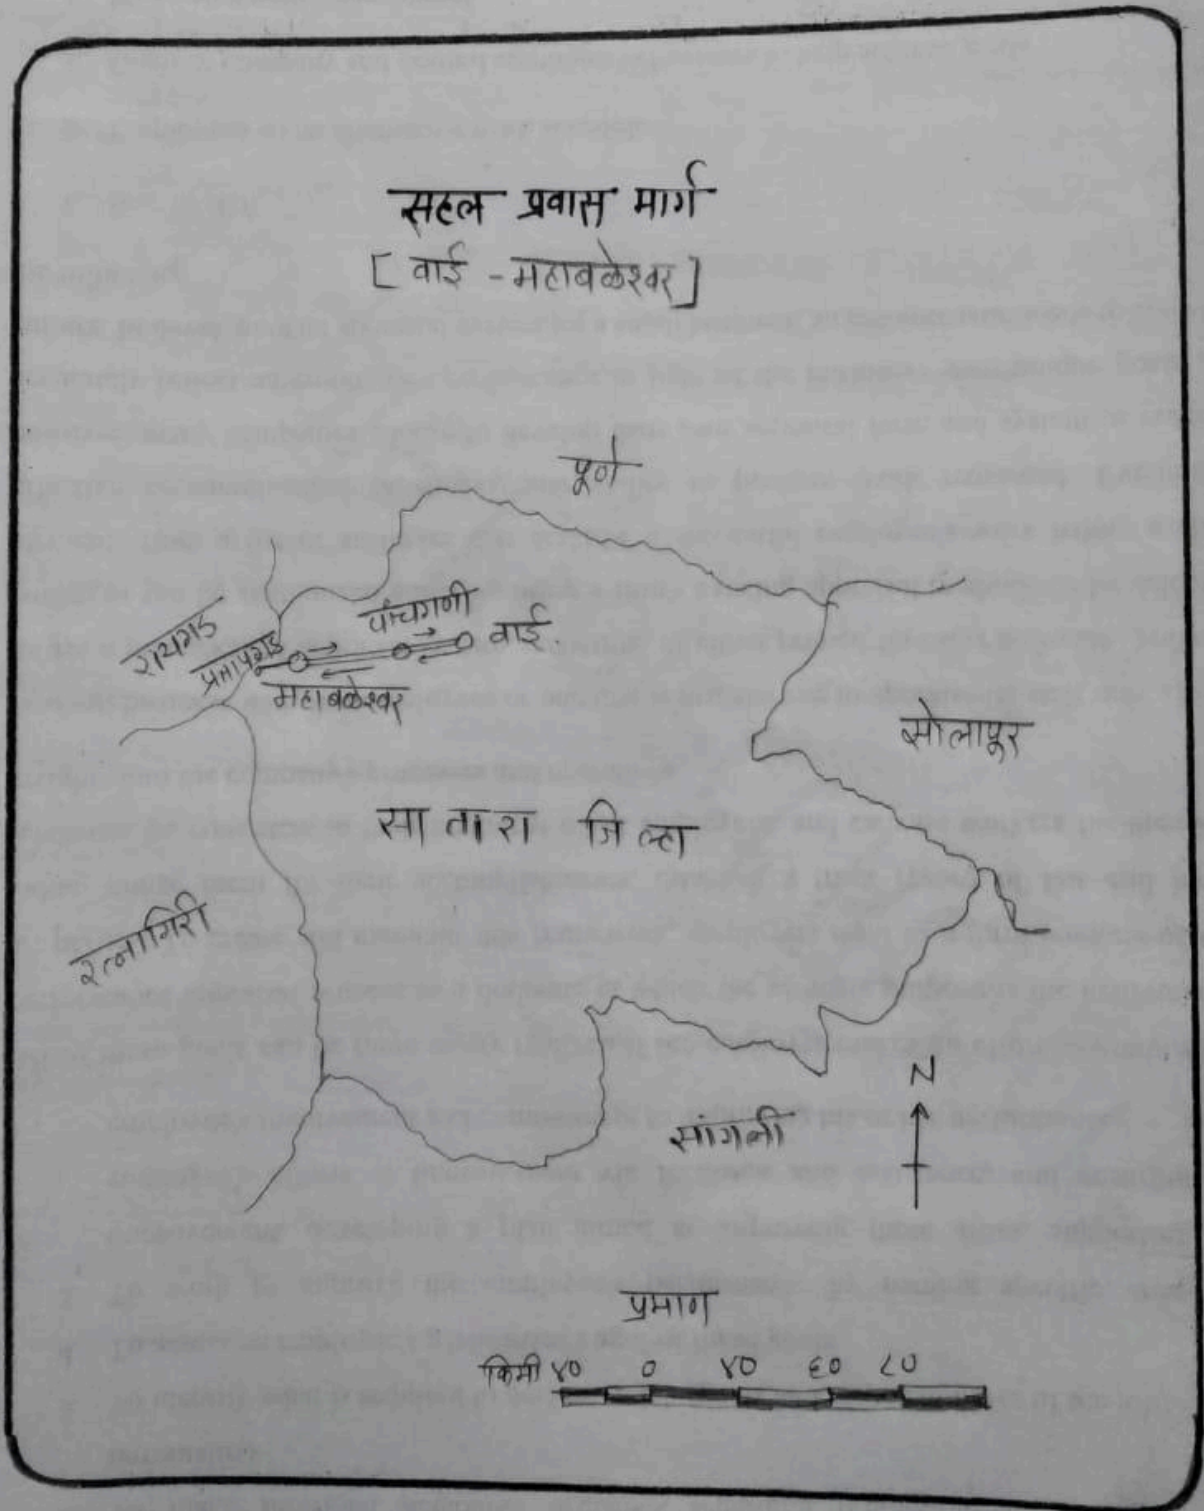 सहल प्रवास मार्ग
[ वाई - महाबळेश्वर ]
पूणे
रायगड
प्रतापगड
पांचगणी
वाई
महाबळेश्वर
सोलापूर
सातारा जिल्हा
रत्नागिरी
N
सांगली
प्रमाण
किमी ४० ० ४० ६० ८०